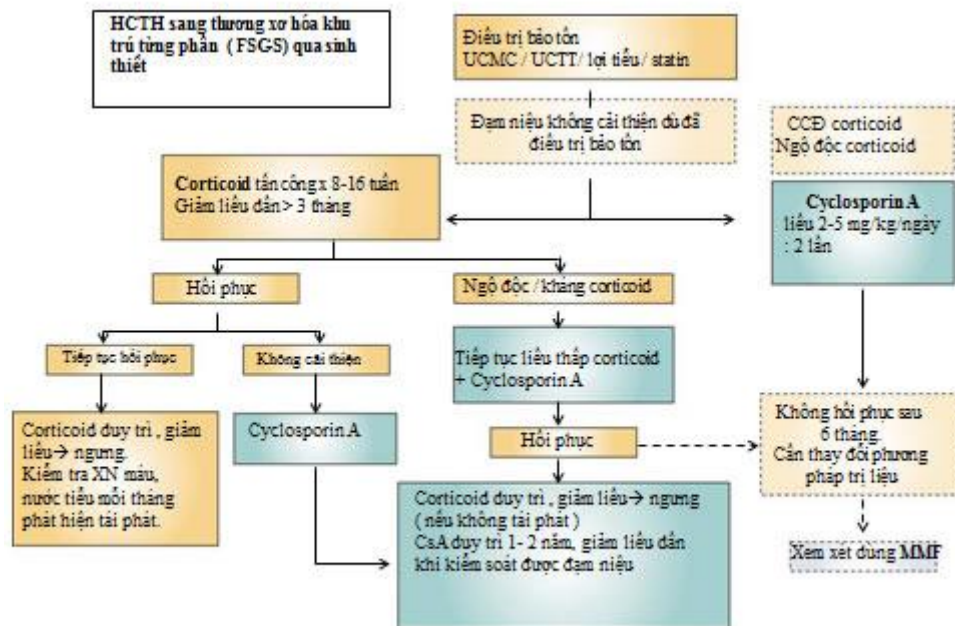 HCTH sang thương xơ hóa khu
trú từng phần ( FSGS) qua sinh
thiết
Điều trị bảo tồn
UCMC / UCTT/ lợi tiểu/ statin
Đạm niệu không cải thiện dù đã
điều trị bảo tồn
CCĐ corticoid
Ngộ độc corticoid
Corticoid tấn công x 8-16 tuần
Giảm liều dần > 3 tháng
Cyclosporin A
liều 2-5 mg/kg/ngày
: 2 lần
Hồi phục
Ngộ độc / kháng corticoid
Tiếp tục hồi phục
Không cải thiện
Tiếp tục liều thấp corticoid
+ Cyclosporin A
Corticoid duy trì , giảm
liều→ ngưng.
Kiểm tra XN máu,
nước tiểu mỗi tháng
phát hiện tái phát.
Cyclosporin A
Hồi phục
Không hồi phục sau
6 tháng.
Cần thay đổi phương
pháp trị liệu
Corticoid duy trì , giảm liều→ ngưng
( nếu không tái phát )
CsA duy trì 1- 2 năm, giảm liều dần
khi kiểm soát được đạm niệu
Xem xét dùng MMF